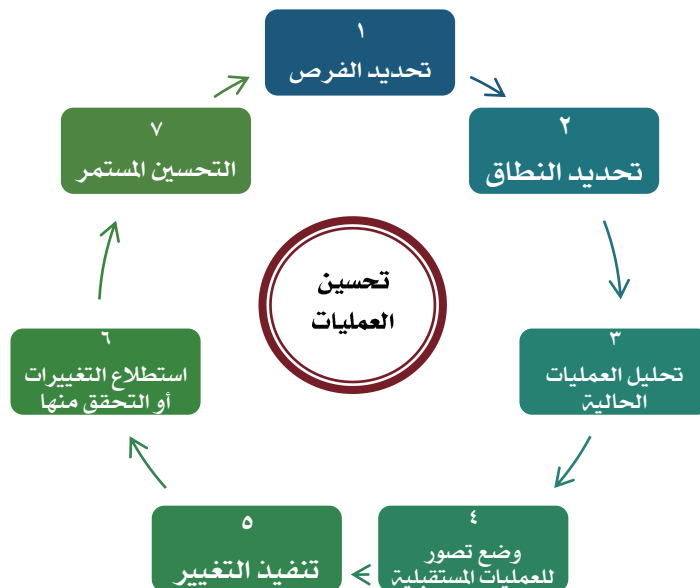 ١
تحديد الفرص
٢
تحديد النطاق
٣
تحليل العمليات
الحالية
٤
وضع تصور
للعمليات المستقبلية
٥
تنفيذ التغيير
٦
استطلاع التغييرات
أو التحقق منها
٧
التحسين المستمر
تحسين
العمليات